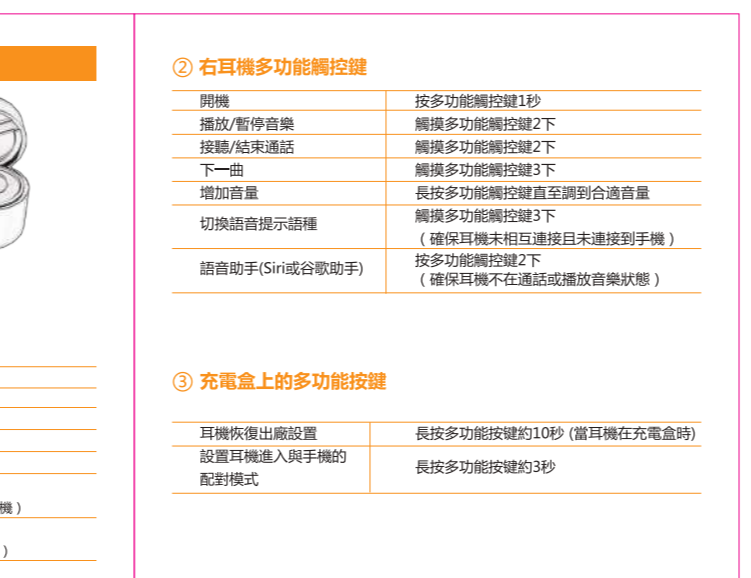 ② 右耳機多功能觸控鍵
開機 按多功能觸控鍵1秒
播放/暫停音樂 觸摸多功能觸控鍵2下
接聽/結束通話 觸摸多功能觸控鍵2下
下一曲 觸摸多功能觸控鍵3下
增加音量 長按多功能觸控鍵直至調到合適音量
切換語音提示語種 觸摸多功能觸控鍵3下
（確保耳機未相互連接且未連接到手機）
語音助手(Siri或谷歌助手) 按多功能觸控鍵2下
（確保耳機不在通話或播放音樂狀態）
③ 充電盒上的多功能按鍵
耳機恢復出廠設置 長按多功能按鍵約10秒 (當耳機在充電盒時)
設置耳機進入與手機的
配對模式 長按多功能按鍵約3秒
機）
）